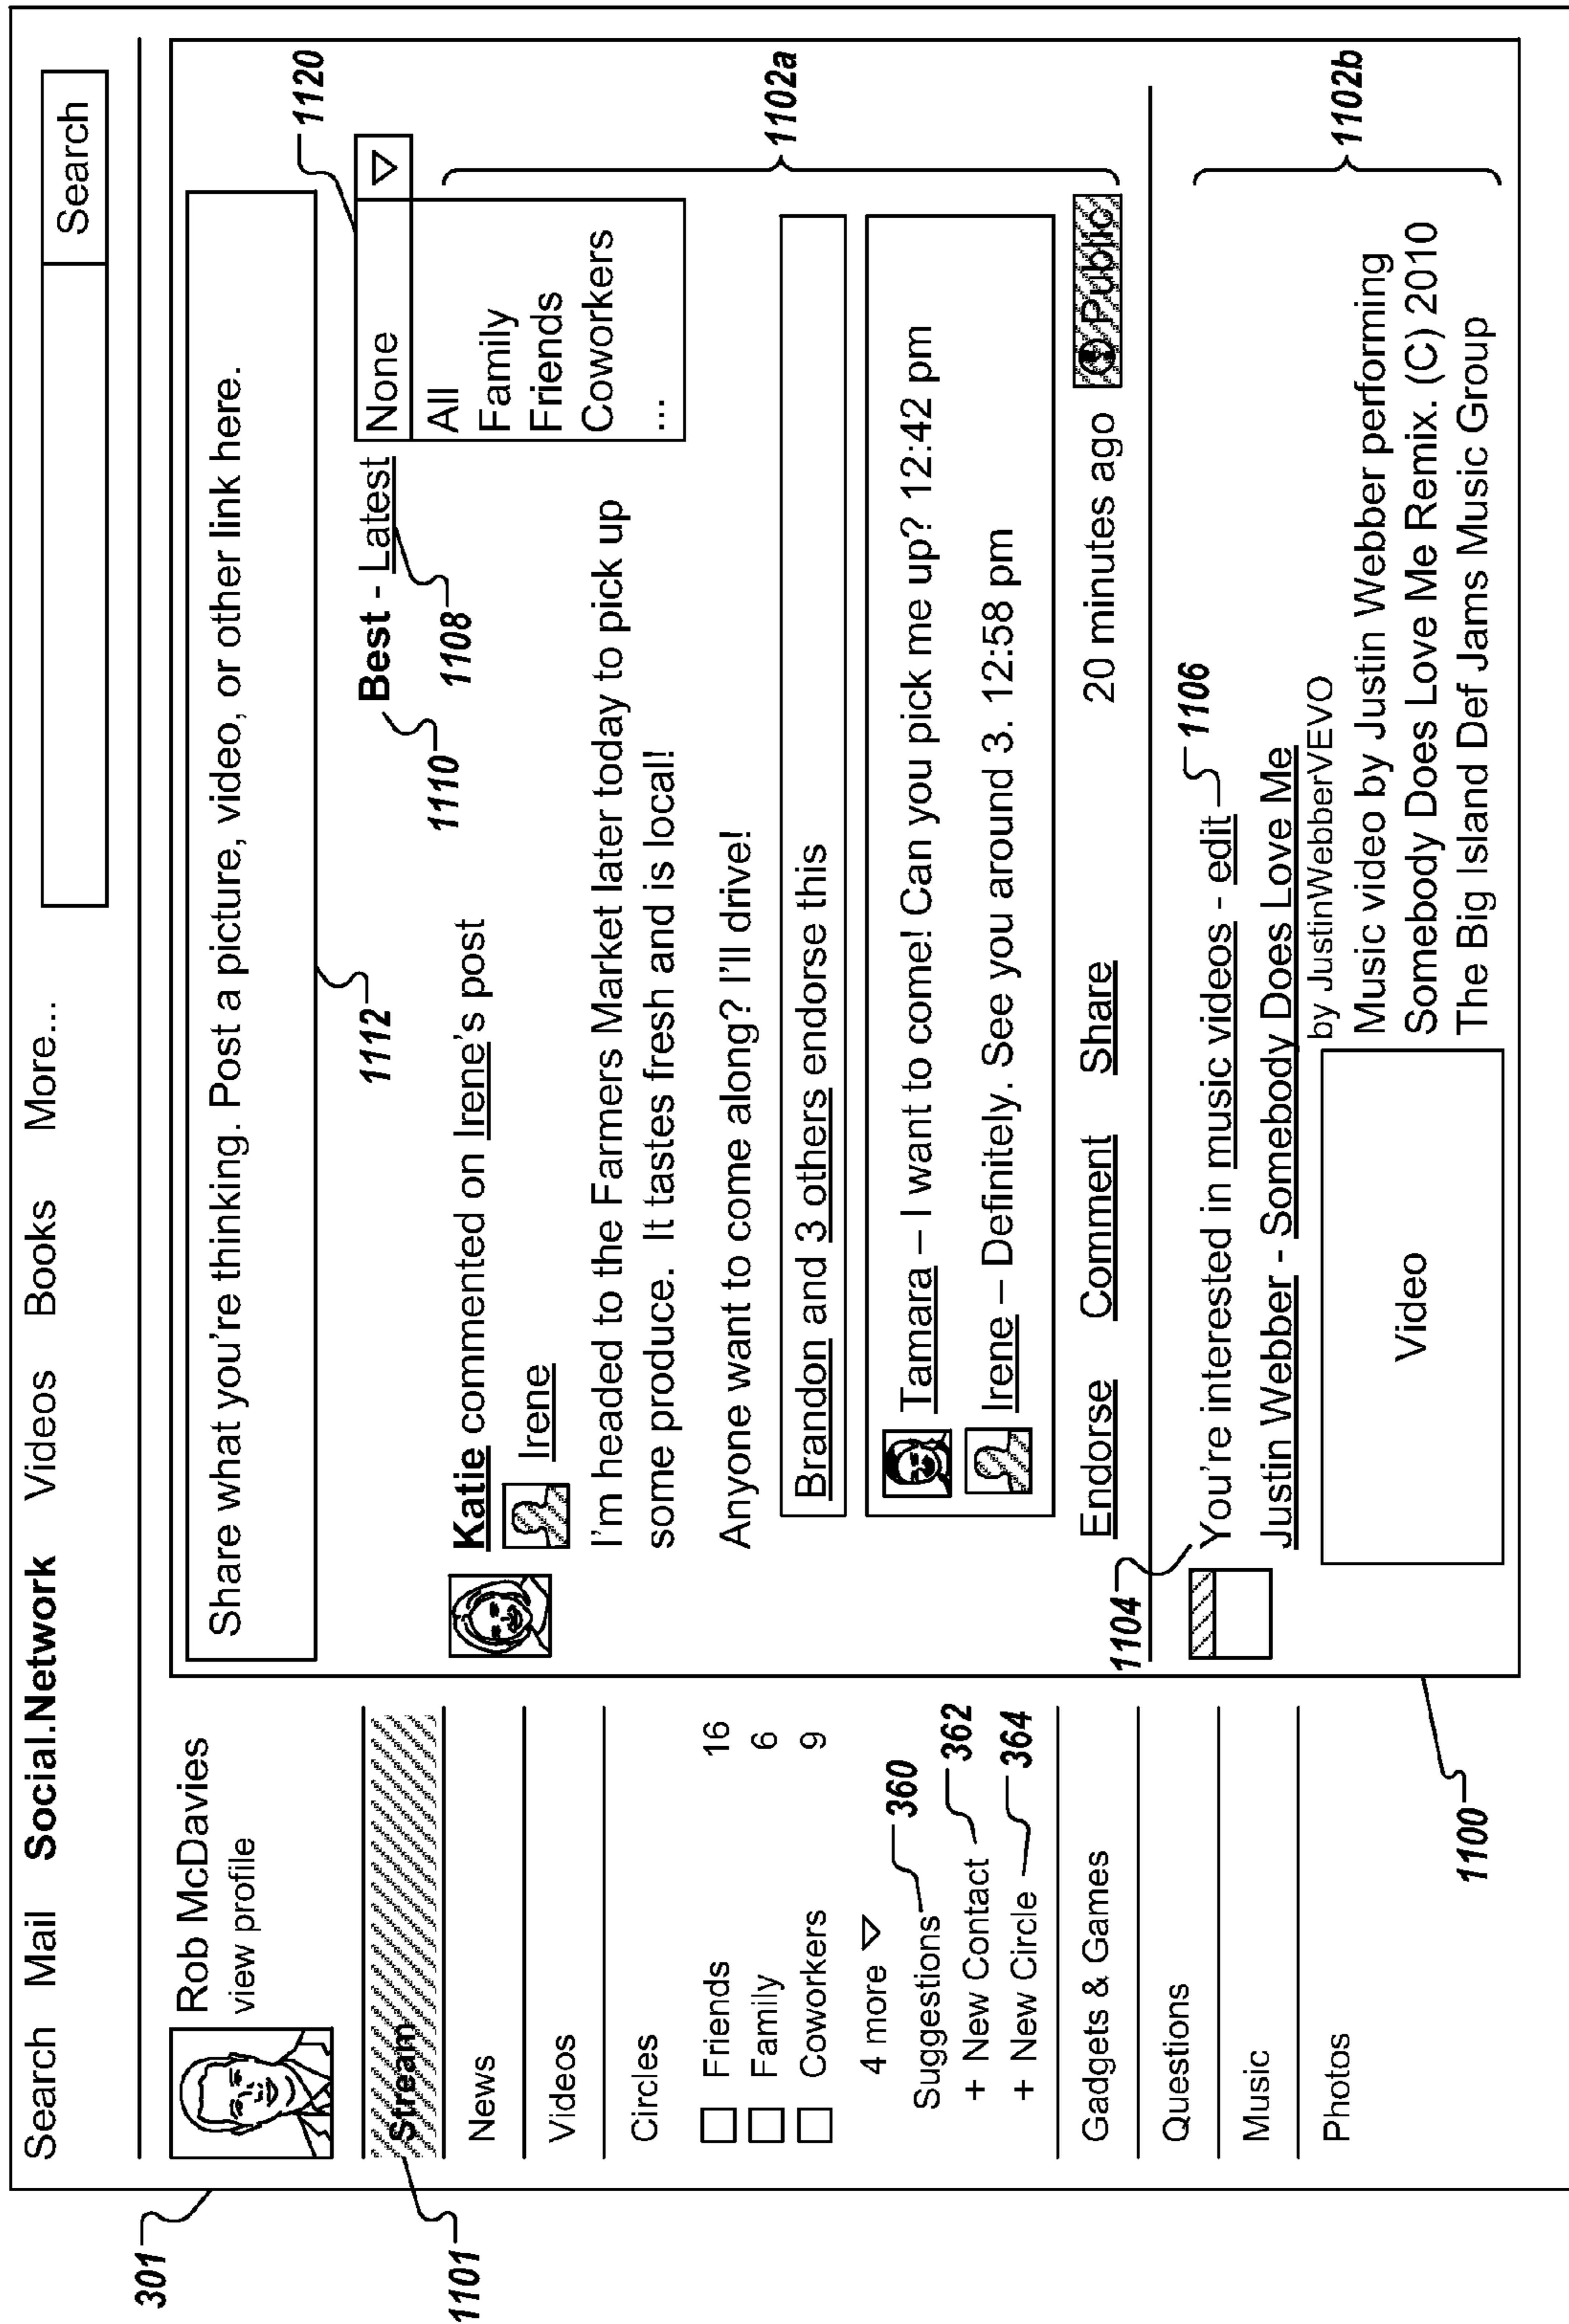 Search Mail Social.Network Videos Books More...
Search
301
Rob McDavies
view profile
1101
Stream
News
Videos
Circles
Friends 16
Family 6
Coworkers 9
4 more
360
Suggestions
+ New Contact 362
+ New Circle 364
Gadgets & Games
Questions
Music
Photos
1100
Share what you're thinking. Post a picture, video, or other link here.
1112
1120
Best - Latest
None
1110
1108
All
Family
Friends
Coworkers
...
1102a
Katie commented on Irene's post
Irene
I'm headed to the Farmers Market later today to pick up
some produce. It tastes fresh and is local!
Anyone want to come along? I'll drive!
Brandon and 3 others endorse this
Tamara – I want to come! Can you pick me up? 12:42 pm
Irene – Definitely. See you around 3. 12:58 pm
Endorse Comment Share 20 minutes ago Public
1104
You're interested in music videos - edit 1106
1102b
Justin Webber - Somebody Does Love Me
by JustinWebberVEVO
Video
Music video by Justin Webber performing
Somebody Does Love Me Remix. (C) 2010
The Big Island Def Jams Music Group